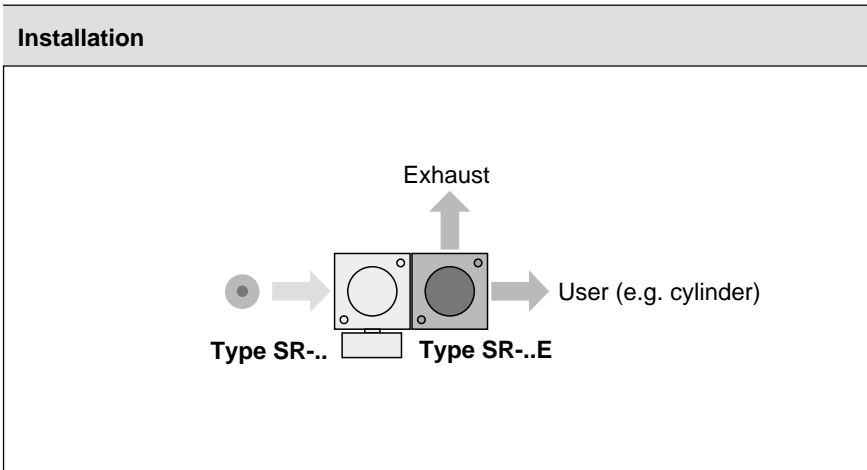 Installation
Exhaust
User (e.g. cylinder)
Type SR-.. Type SR-..E